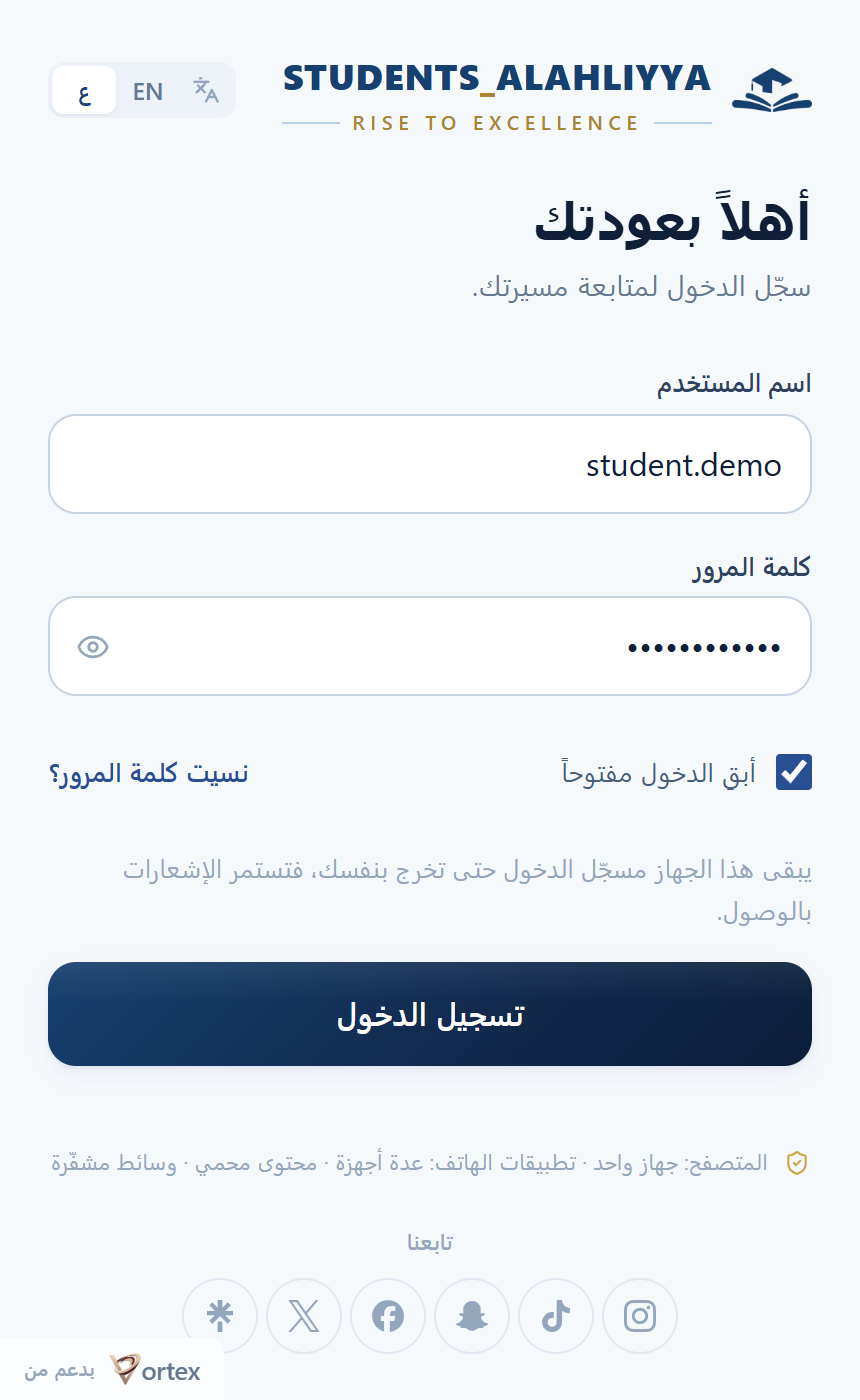 STUDENTS_ALAHLIYYA
RISE TO EXCELLENCE
EN
ع
أهلاً بعودتك
سجّل الدخول لمتابعة مسيرتك.
اسم المستخدم
student.demo
كلمة المرور
••••••••••••
أبقِ الدخول مفتوحاً
نسيت كلمة المرور؟
يبقى هذا الجهاز مسجّل الدخول حتى تخرج بنفسك، فتستمر الإشعارات
بالوصول.
تسجيل الدخول
المتصفح: جهاز واحد · تطبيقات الهاتف: عدة أجهزة · محتوى محمي · وسائط مشفّرة
تابعنا
بدعم من Vortex